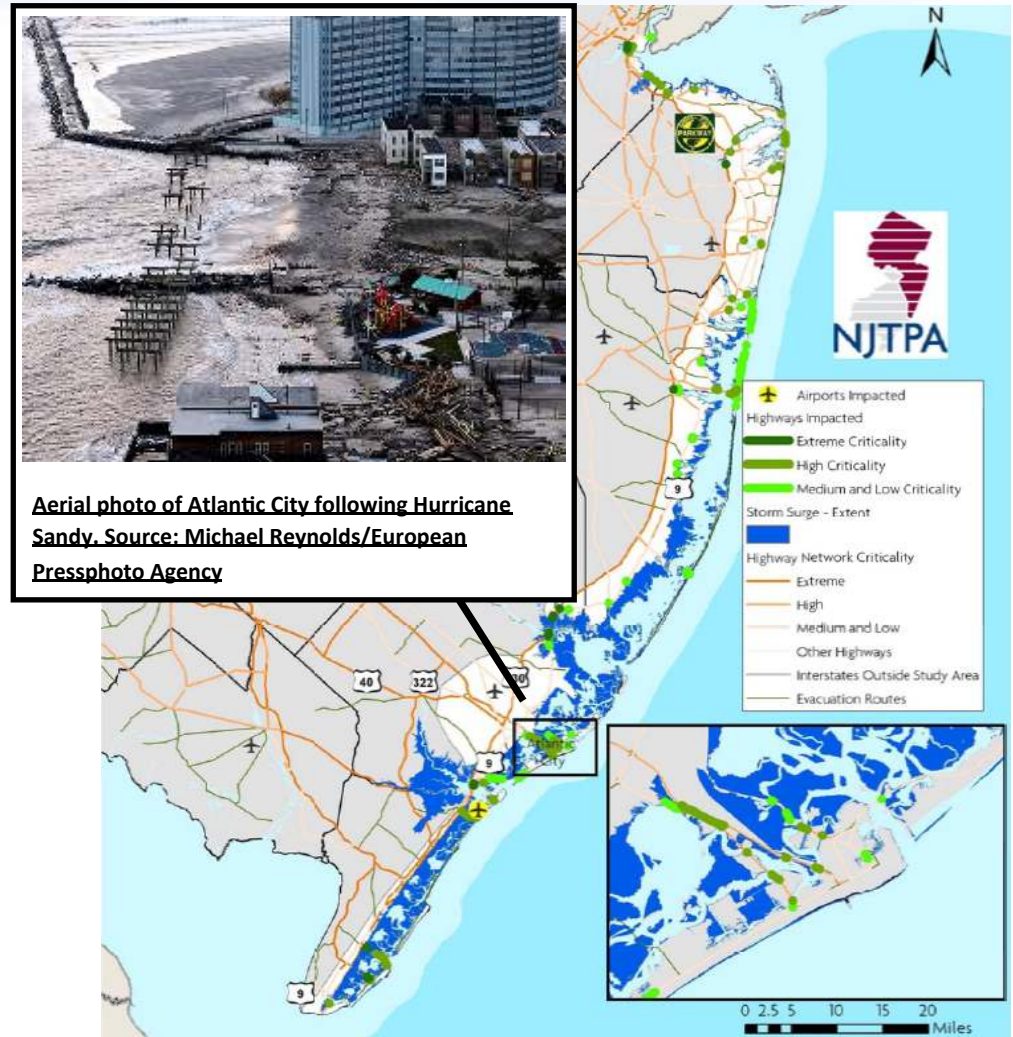 Aerial photo of Atlantic City following Hurricane
Sandy. Source: Michael Reynolds/European
Pressphoto Agency
N
PARKWAY
NJTPA
Airports Impacted
Highways Impacted
Extreme Criticality
High Criticality
Medium and Low Criticality
Storm Surge - Extent
Highway Network Criticality
Extreme
High
Medium and Low
Other Highways
Interstates Outside Study Area
Evacuation Routes
9
40
322
30
Atlantic
City
9
9
0 2.5 5 10 15 20
Miles